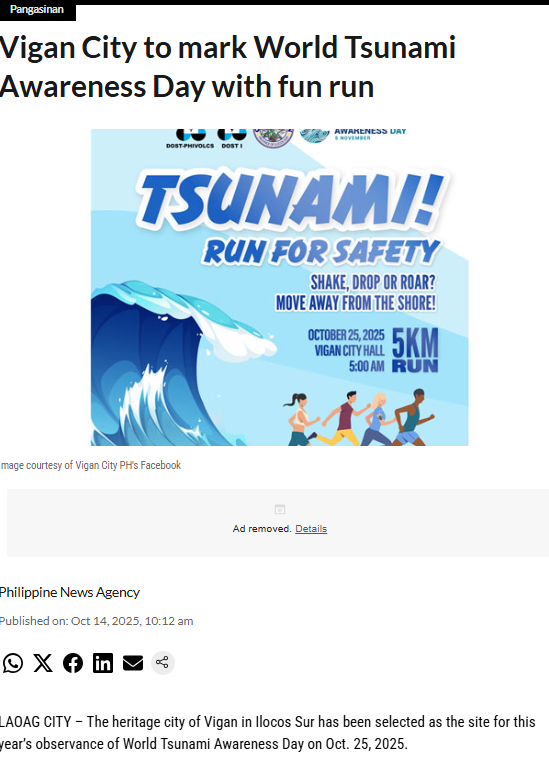 Pangasinan
Vigan City to mark World Tsunami
Awareness Day with fun run
AWARENESS DAY
5 NOVEMBER
DOST-PHIVOLCS DOST I
TSUNAMI!
RUN FOR SAFETY
SHAKE, DROP OR ROAR?
MOVE AWAY FROM THE SHORE!
OCTOBER 25, 2025
VIGAN CITY HALL
5:00 AM
5KM
RUN
mage courtesy of Vigan City PH's Facebook
Ad removed. Details
Philippine News Agency
Published on: Oct 14, 2025, 10:12 am
LAOAG CITY – The heritage city of Vigan in Ilocos Sur has been selected as the site for this
year's observance of World Tsunami Awareness Day on Oct. 25, 2025.